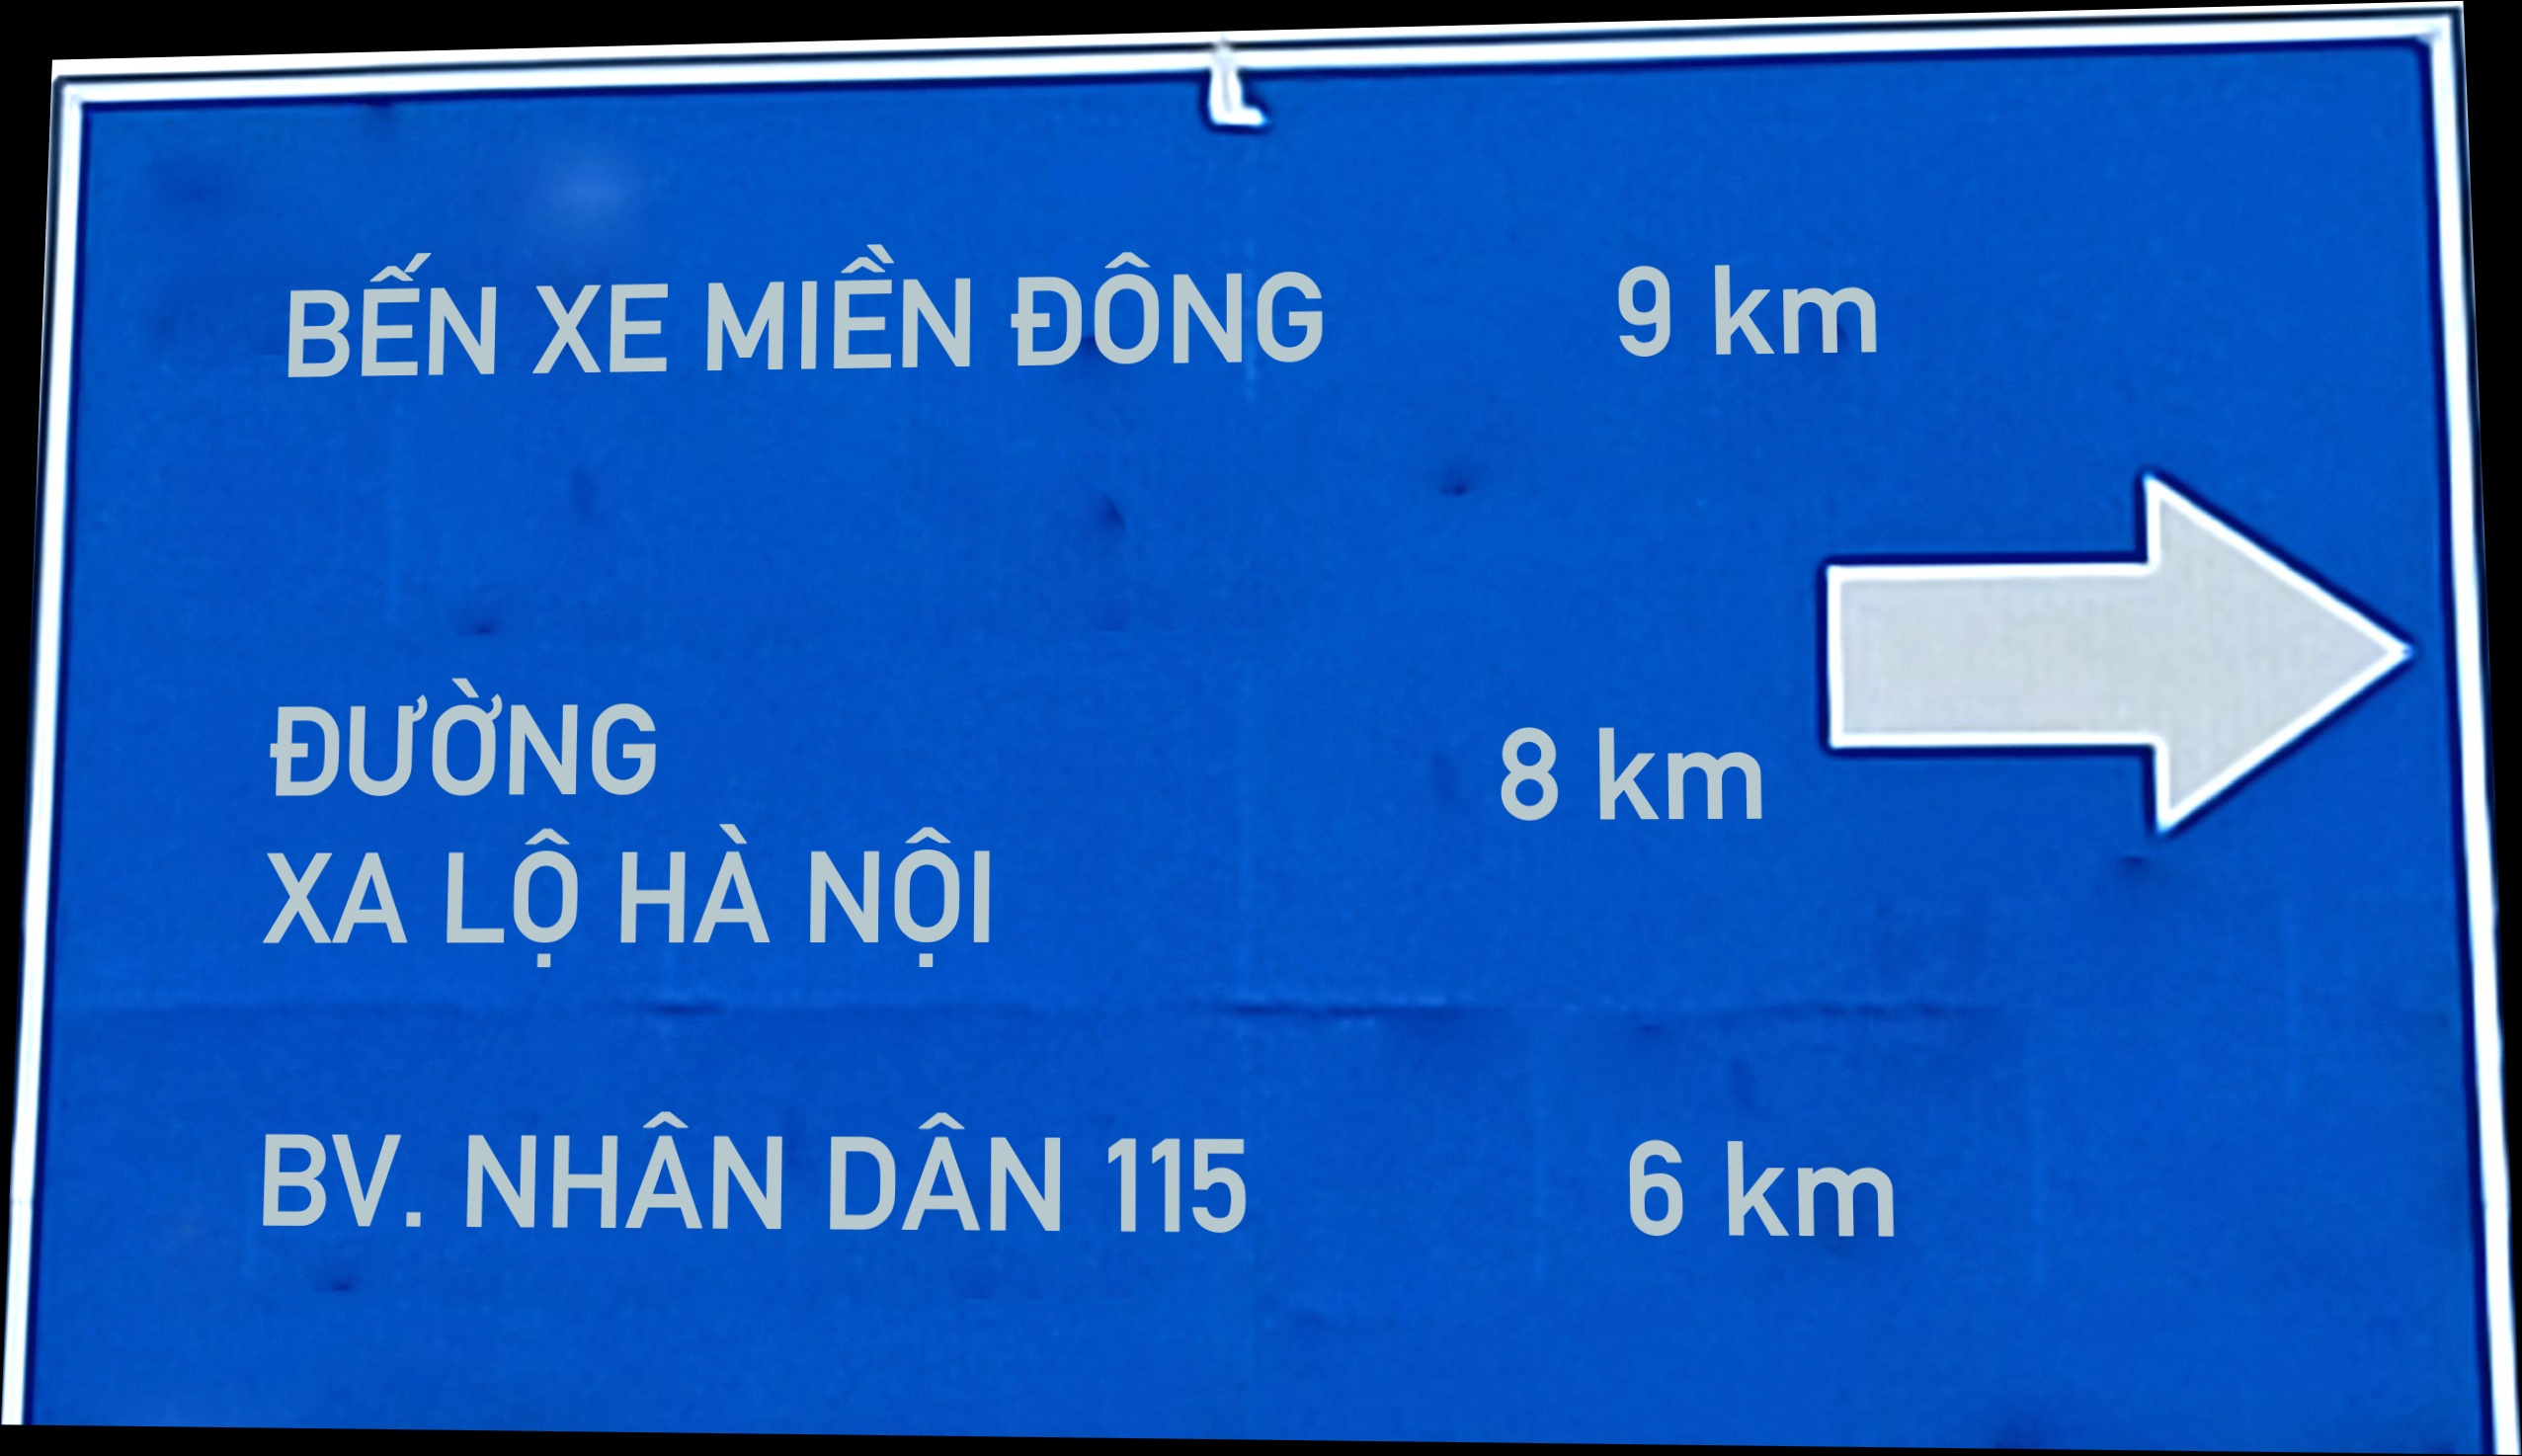 BẾN XE MIỀN ĐÔNG 9 km
ĐƯỜNG
XA LỘ HÀ NỘI 8 km
BV. NHÂN DÂN 115 6 km